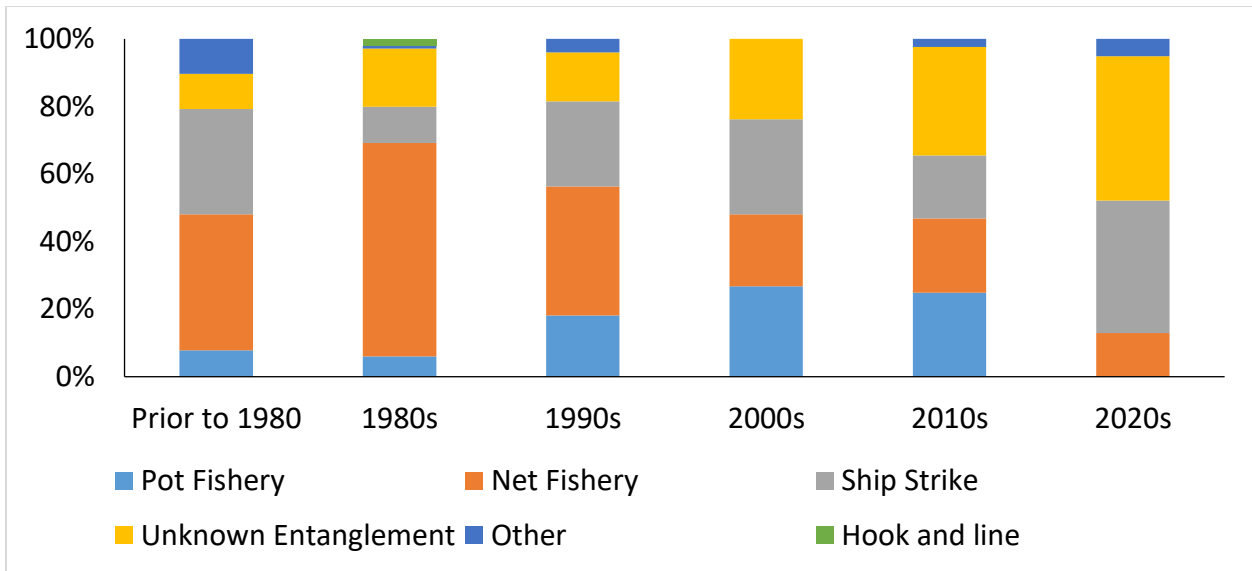 100%
80%
60%
40%
20%
0%
Prior to 1980 1980s 1990s 2000s 2010s 2020s
Pot Fishery Net Fishery Ship Strike
Unknown Entanglement Other Hook and line